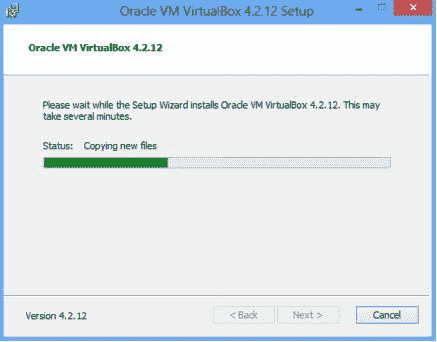 Oracle VM VirtualBox 4.2.12 Setup
Oracle VM VirtualBox 4.2.12
Please wait while the Setup Wizard installs Oracle VM VirtualBox 4.2.12. This may
take several minutes.
Status: Copying new files
Version 4.2.12 < Back Next > Cancel